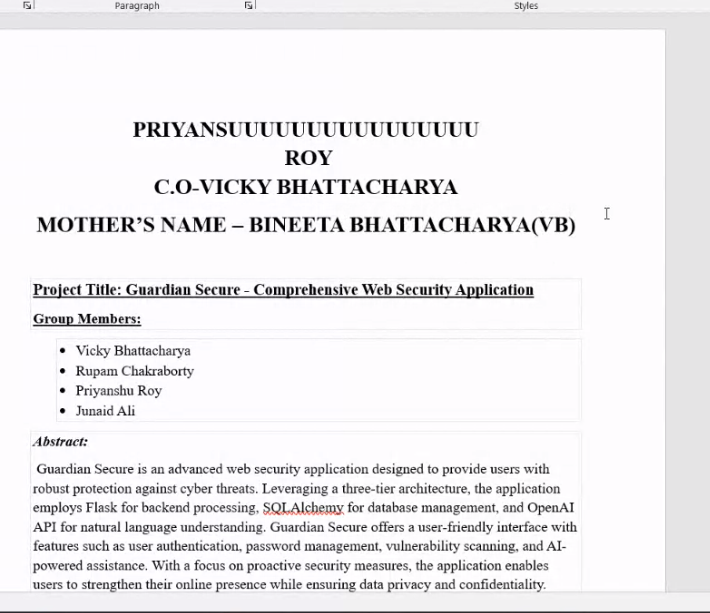 Paragraph
Styles
PRIYANSUUUUUUUUUUUUUUUU
ROY
C.O-VICKY BHATTACHARYA
MOTHER’S NAME – BINEETA BHATTACHARYA(VB)
Project Title: Guardian Secure - Comprehensive Web Security Application
Group Members:
• Vicky Bhattacharya
• Rupam Chakraborty
• Priyanshu Roy
• Junaid Ali
Abstract:
Guardian Secure is an advanced web security application designed to provide users with
robust protection against cyber threats. Leveraging a three-tier architecture, the application
employs Flask for backend processing, SQLAlchemy for database management, and OpenAI
API for natural language understanding. Guardian Secure offers a user-friendly interface with
features such as user authentication, password management, vulnerability scanning, and AI-
powered assistance. With a focus on proactive security measures, the application enables
users to strengthen their online presence while ensuring data privacy and confidentiality.